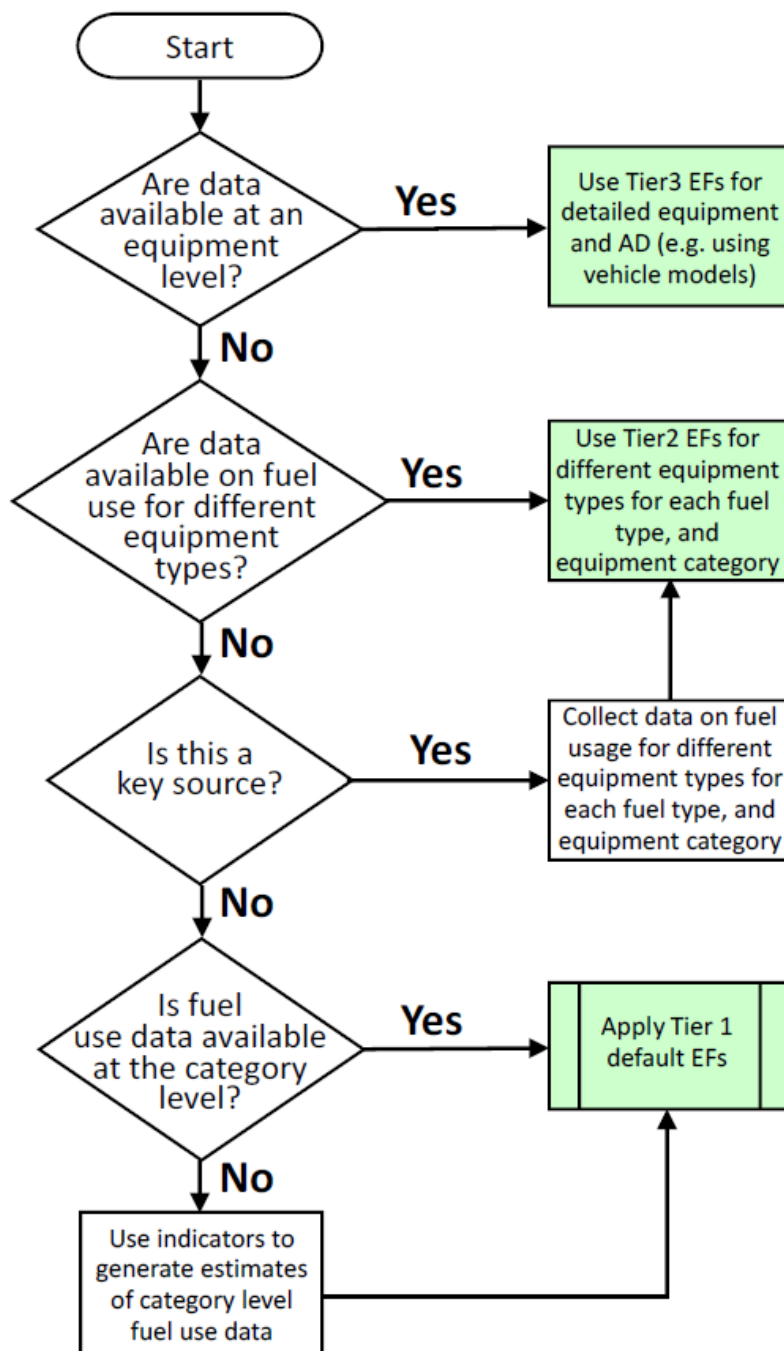 Start
Are data
available at an
equipment
level?
Yes
Use Tier3 EFs for
detailed equipment
and AD (e.g. using
vehicle models)
No
Are data
available on fuel
use for different
equipment
types?
Yes
Use Tier2 EFs for
different equipment
types for each fuel
type, and
equipment category
No
Is this a
key source?
Yes
Collect data on fuel
usage for different
equipment types for
each fuel type, and
equipment category
No
Is fuel
use data available
at the category
level?
Yes
Apply Tier 1
default EFs
No
Use indicators to
generate estimates
of category level
fuel use data